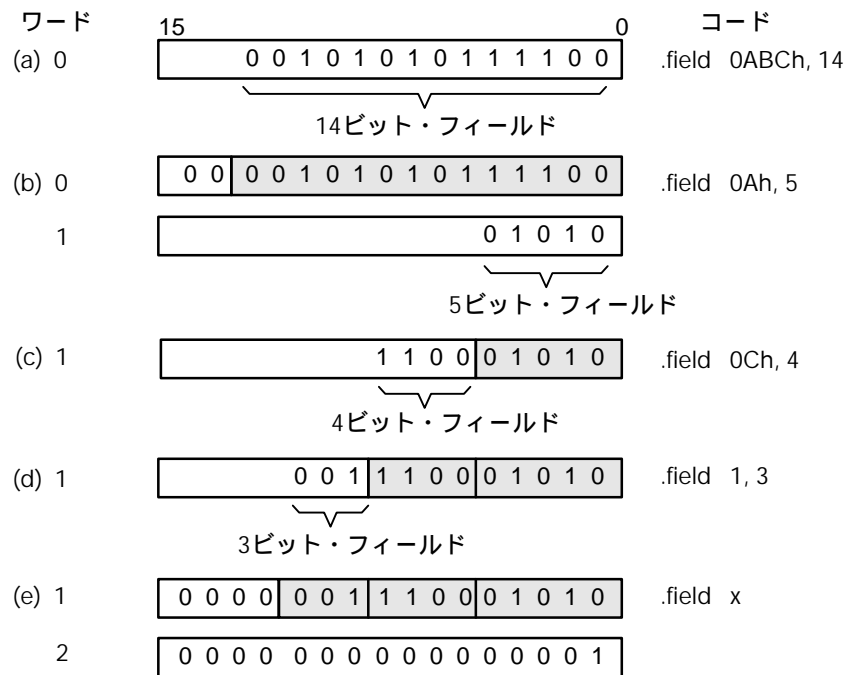 ワード 15 0 コード
(a) 0 0 0 1 0 1 0 1 0 1 1 1 1 0 0 .field 0ABCh, 14
14ビット・フィールド
(b) 0 0 0 0 0 1 0 1 0 1 0 1 1 1 1 0 0 .field 0Ah, 5
1 0 1 0 1 0
5ビット・フィールド
(c) 1 1 1 0 0 0 1 0 1 0 .field 0Ch, 4
4ビット・フィールド
(d) 1 0 0 1 1 1 0 0 0 1 0 1 0 .field 1, 3
3ビット・フィールド
(e) 1 0 0 0 0 0 0 1 1 1 0 0 0 1 0 1 0 .field x
2 0 0 0 0 0 0 0 0 0 0 0 0 0 0 0 1